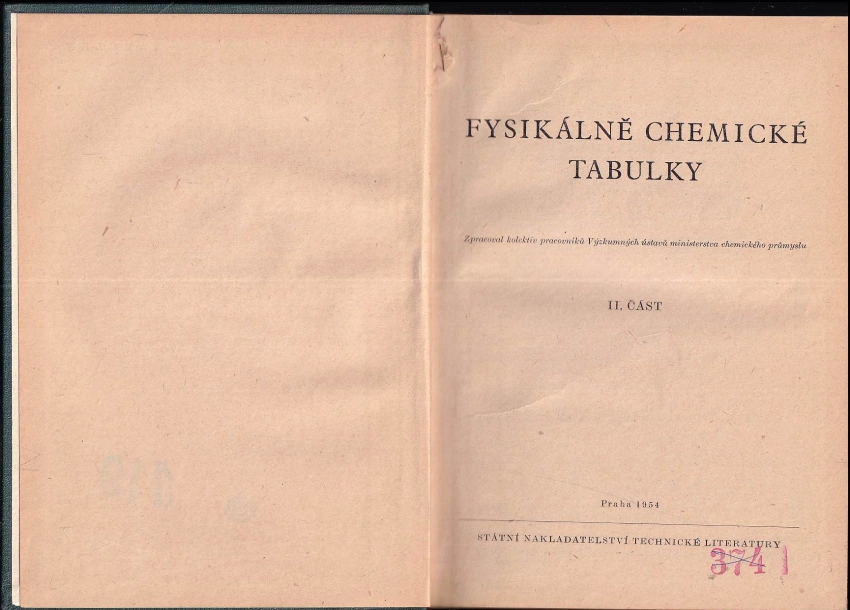 FYSIKÁLNĚ CHEMICKÉ
TABULKY
Zpracoval kolektiv pracovníků Výzkumných ústavů ministerstva chemického průmyslu
II. ČÁST
Praha 1954
STÁTNÍ NAKLADATELSTVÍ TECHNICKÉ LITERATURY
374